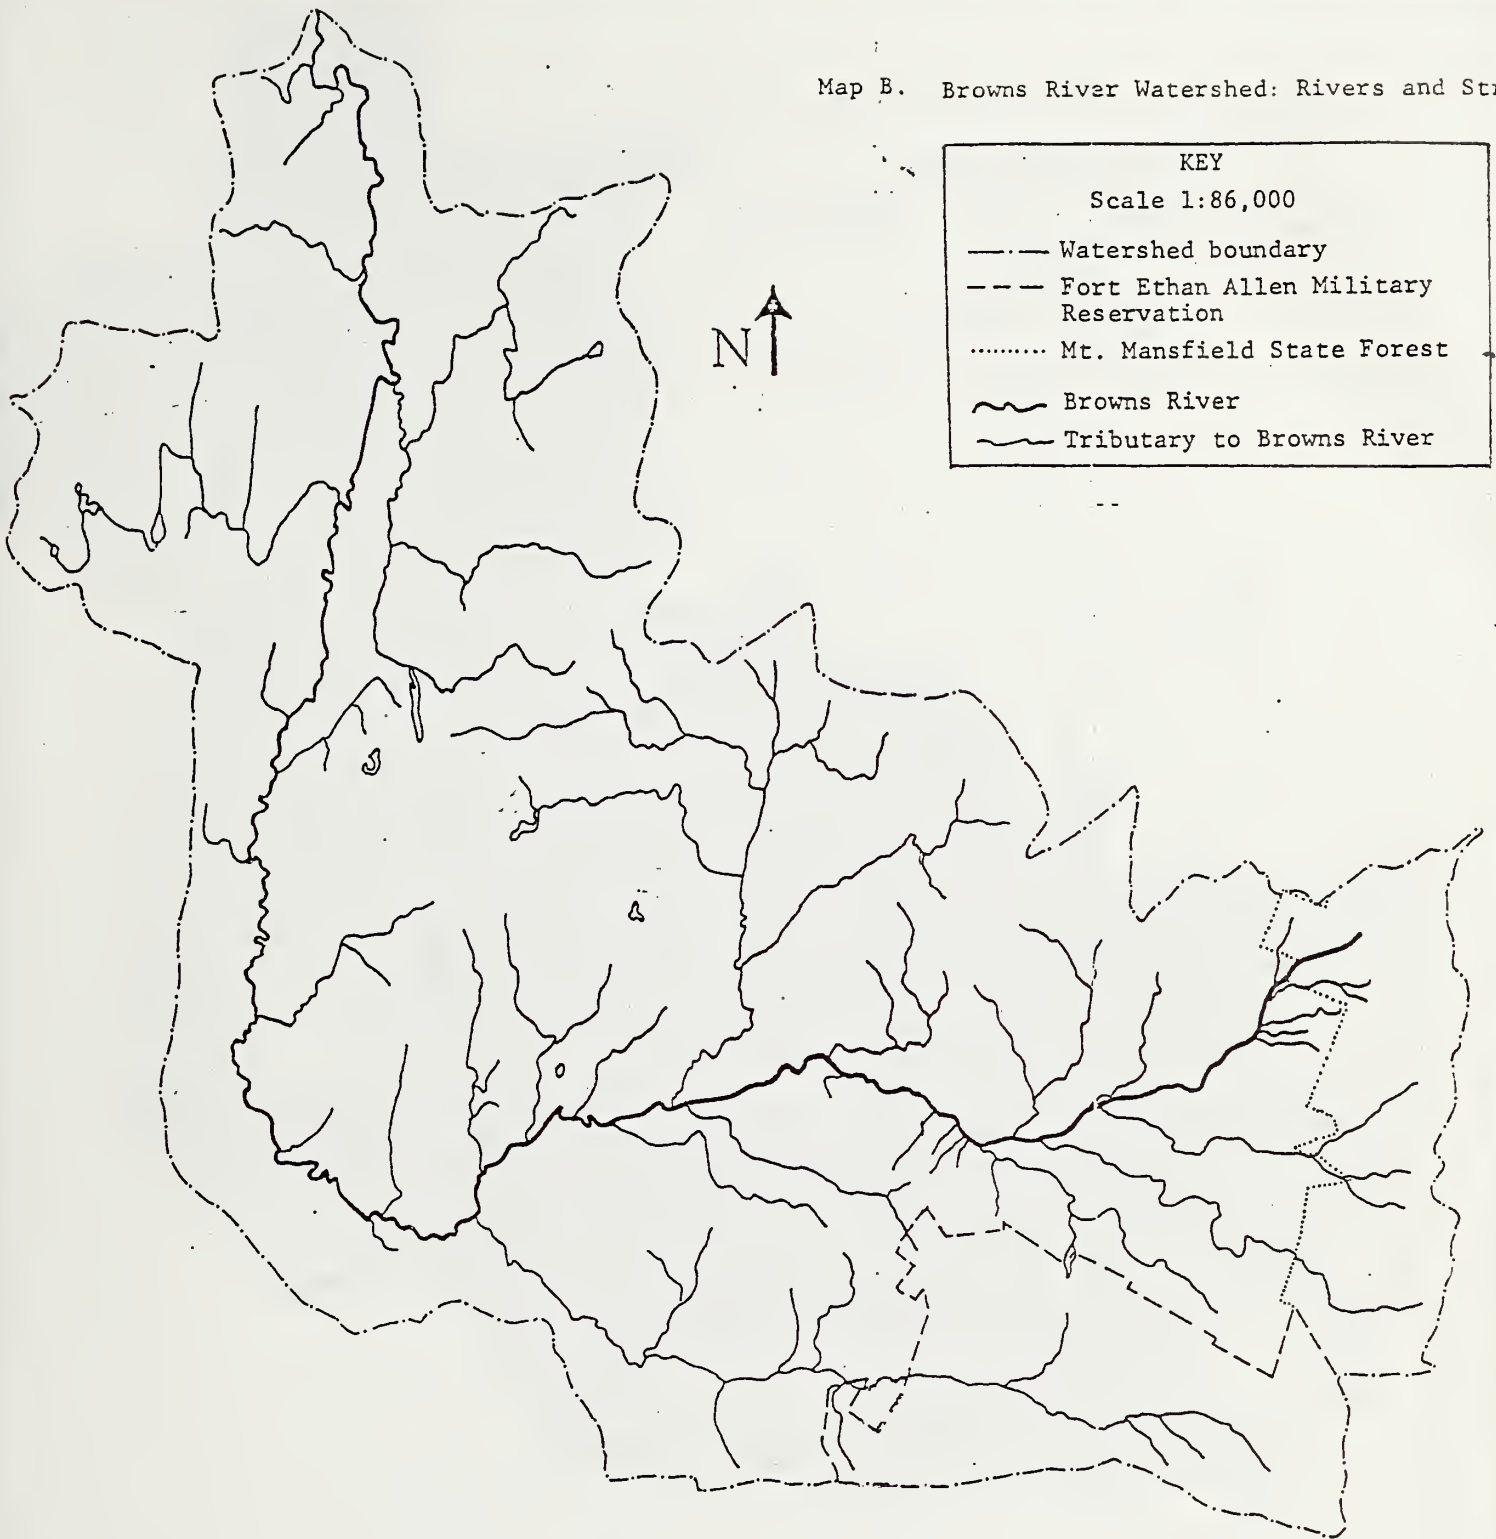 Map B. Browns River Watershed: Rivers and
KEY
Scale 1:86,000
Watershed boundary
Fort Ethan Allen Military
Reservation
Mt. Mansfield State Forest
Browns River
Tributary to Browns River
N